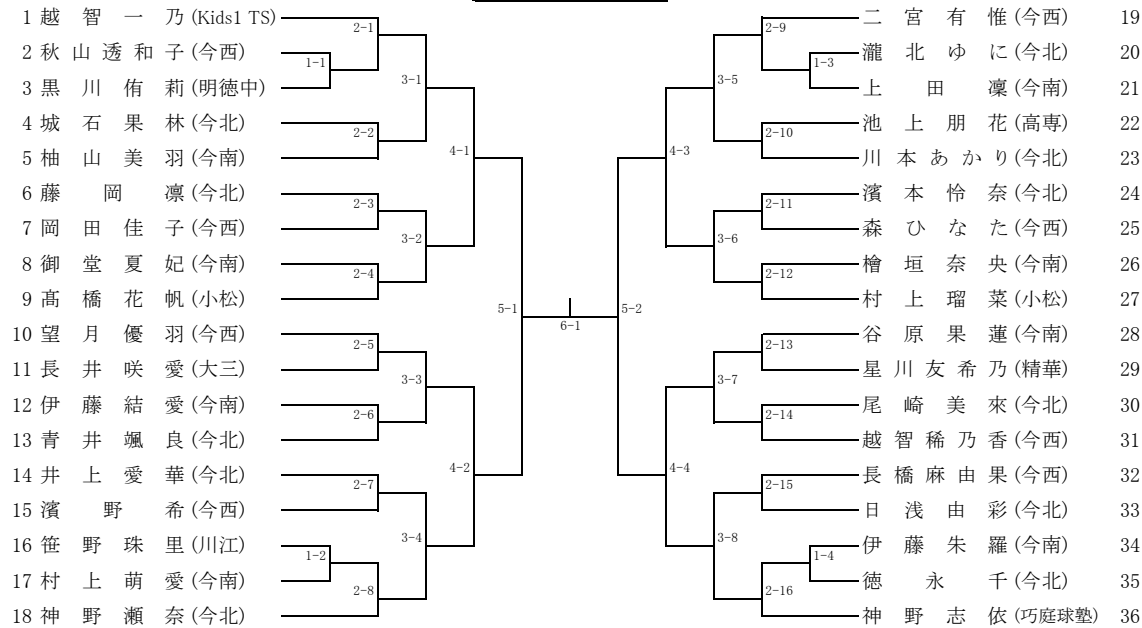 1 越智一乃 (Kids1 TS)
2 秋山透和子 (今西)
3 黒川侑莉 (明徳中)
4 城石果林 (今北)
5 柚山美羽 (今南)
6 藤岡凛 (今北)
7 岡田佳子 (今西)
8 御堂夏妃 (今南)
9 髙橋花帆 (小松)
10 望月優羽 (今西)
11 長井咲愛 (大三)
12 伊藤結愛 (今南)
13 青井颯良 (今北)
14 井上愛華 (今北)
15 濱野希 (今西)
16 笹野珠里 (川江)
17 村上萌愛 (今南)
18 神野瀬奈 (今北)
2-1
1-1
3-1
2-2
4-1
2-3
3-2
2-4
5-1
2-5
3-3
2-6
4-2
2-7
3-4
1-2
2-8
6-1
2-9
1-3
3-5
2-10
4-3
2-11
3-6
2-12
5-2
2-13
3-7
2-14
4-4
2-15
3-8
1-4
2-16
二宮有惟 (今西) 19
瀧北ゆに (今北) 20
上田凜 (今南) 21
池上朋花 (高専) 22
川本あかり (今北) 23
濱本怜奈 (今北) 24
森ひなた (今西) 25
檜垣奈央 (今南) 26
村上瑠菜 (小松) 27
谷原果蓮 (今南) 28
星川友希乃 (精華) 29
尾崎美來 (今北) 30
越智稀乃香 (今西) 31
長橋麻由果 (今西) 32
日浅由彩 (今北) 33
伊藤朱羅 (今南) 34
徳永千 (今北) 35
神野志依 (巧庭球塾) 36